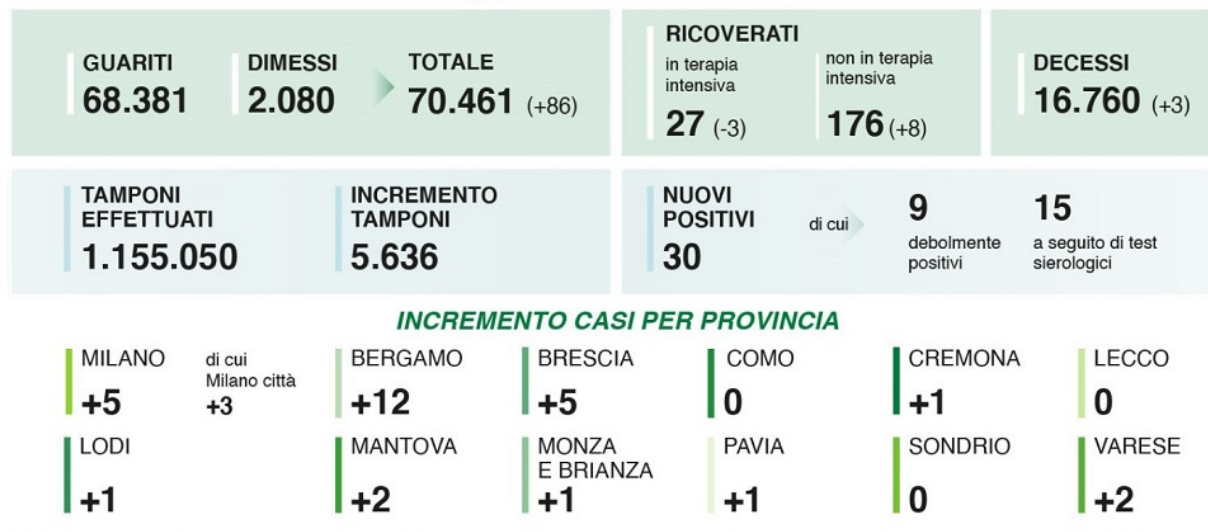 GUARITI
68.381
DIMESSI
2.080
TOTALE
70.461 (+86)
RICOVERATI
in terapia
intensiva
27 (-3)
non in terapia
intensiva
176 (+8)
DECESSI
16.760 (+3)
TAMPONI
EFFETTUATI
1.155.050
INCREMENTO
TAMPONI
5.636
NUOVI
POSITIVI
30
di cui
9
debolmente
positivi
15
a seguito di test
sierologici
INCREMENTO CASI PER PROVINCIA
MILANO
+5
di cui
Milano città
+3
BERGAMO
+12
BRESCIA
+5
COMO
0
CREMONA
+1
LECCO
0
LODI
+1
MANTOVA
+2
MONZA
E BRIANZA
+1
PAVIA
+1
SONDRIO
0
VARESE
+2